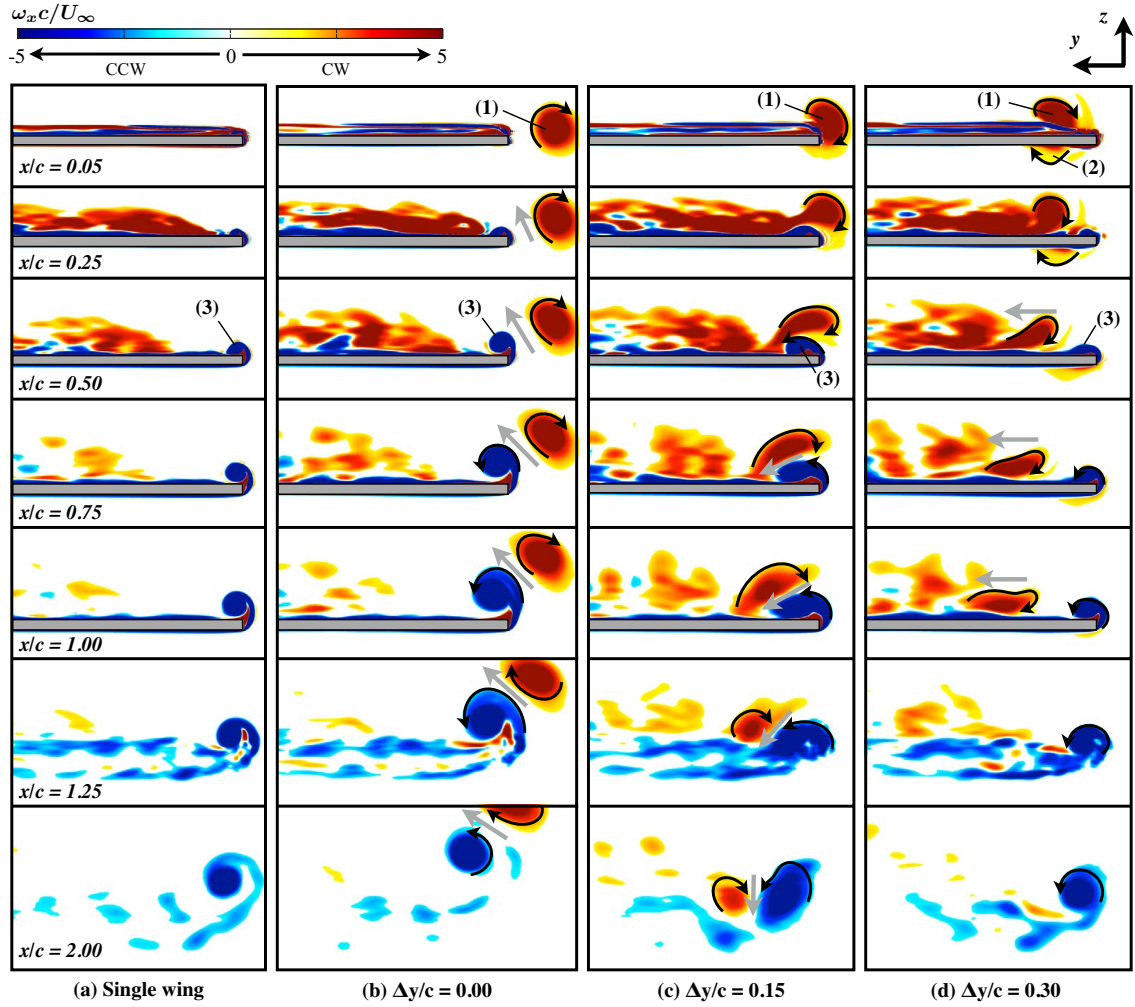 ωₓc/U∞
-5 0 5
CCW CW
z
y
(1) (1) (1)
(2)
x/c = 0.05
x/c = 0.25
(3) (3) (3) (3)
x/c = 0.50
x/c = 0.75
x/c = 1.00
x/c = 1.25
x/c = 2.00
(a) Single wing (b) Δy/c = 0.00 (c) Δy/c = 0.15 (d) Δy/c = 0.30